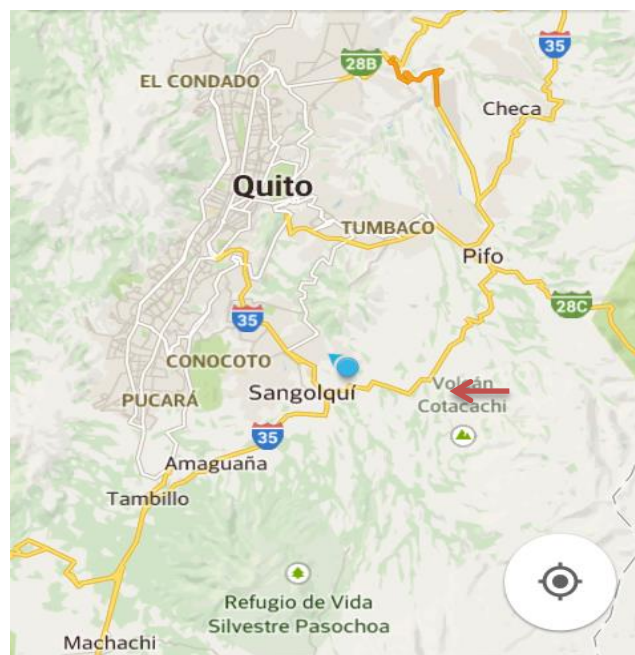 28B
35
EL CONDADO
Checa
Quito
TUMBACO
Pifo
28C
35
CONOCOTO
Volcán
Cotacachi
Sangolquí
PUCARÁ
35
Amaguaña
Tambillo
Refugio de Vida
Silvestre Pasochoa
Machachi